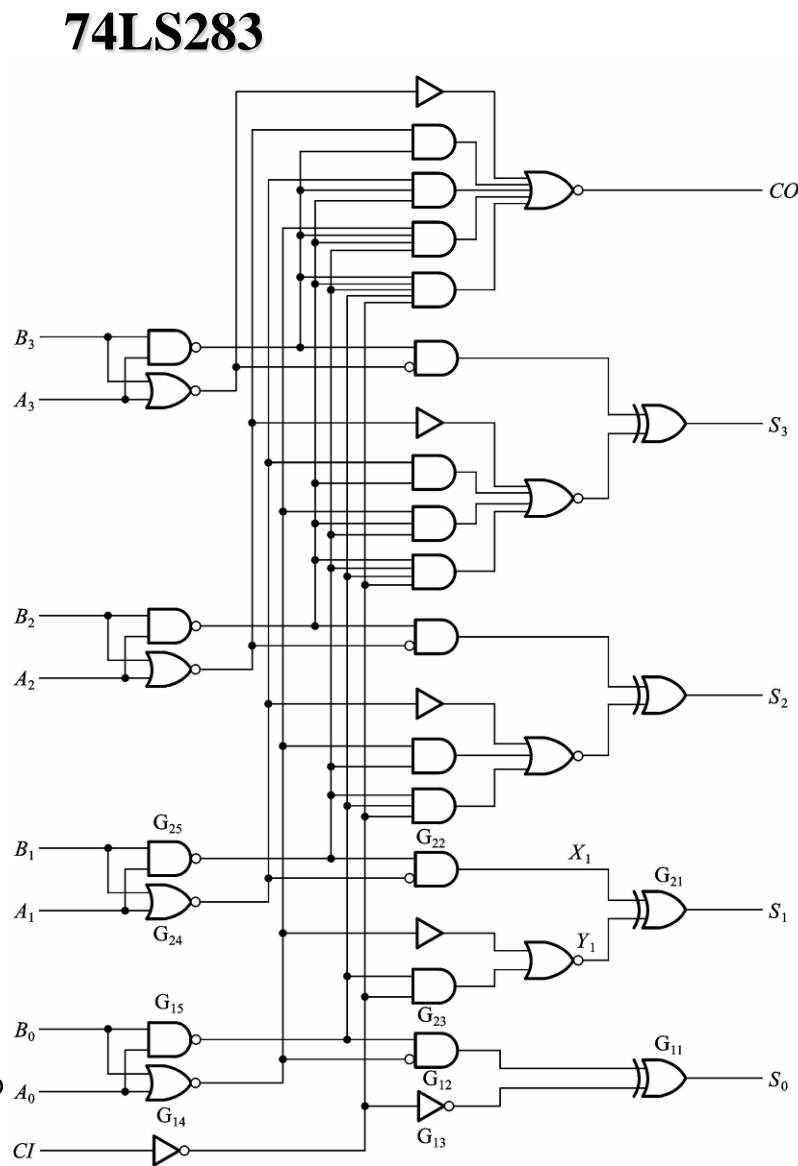 74LS283
CO
B₃
A₃
S₃
B₂
A₂
S₂
G₂₅
G₂₂
B₁
X₁
G₂₁
A₁
S₁
G₂₄
Y₁
G₁₅
G₂₃
B₀
G₁₁
G₁₂
A₀
S₀
G₁₄
G₁₃
CI